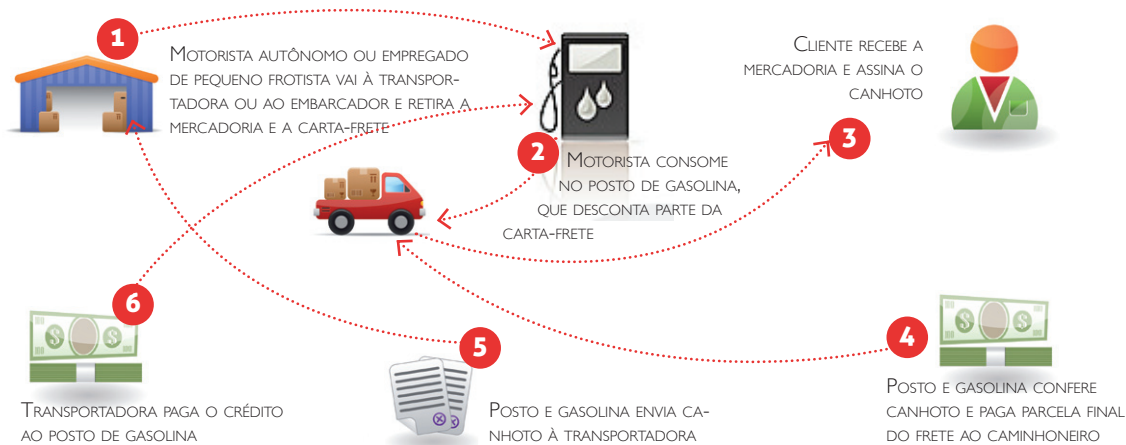 1
MOTORISTA AUTÔNOMO OU EMPREGADO
DE PEQUENO FROTISTA VAI À TRANSPOR-
TADORA OU AO EMBARCADOR E RETIRA A
MERCADORIA E A CARTA-FRETE
2
MOTORISTA CONSOME
NO POSTO DE GASOLINA,
QUE DESCONTA PARTE DA
CARTA-FRETE
CLIENTE RECEBE A
MERCADORIA E ASSINA O
CANHOTO
3
4
POSTO E GASOLINA CONFERE
CANHOTO E PAGA PARCELA FINAL
DO FRETE AO CAMINHONEIRO
5
POSTO E GASOLINA ENVIA CA-
NHOTO À TRANSPORTADORA
6
TRANSPORTADORA PAGA O CRÉDITO
AO POSTO DE GASOLINA